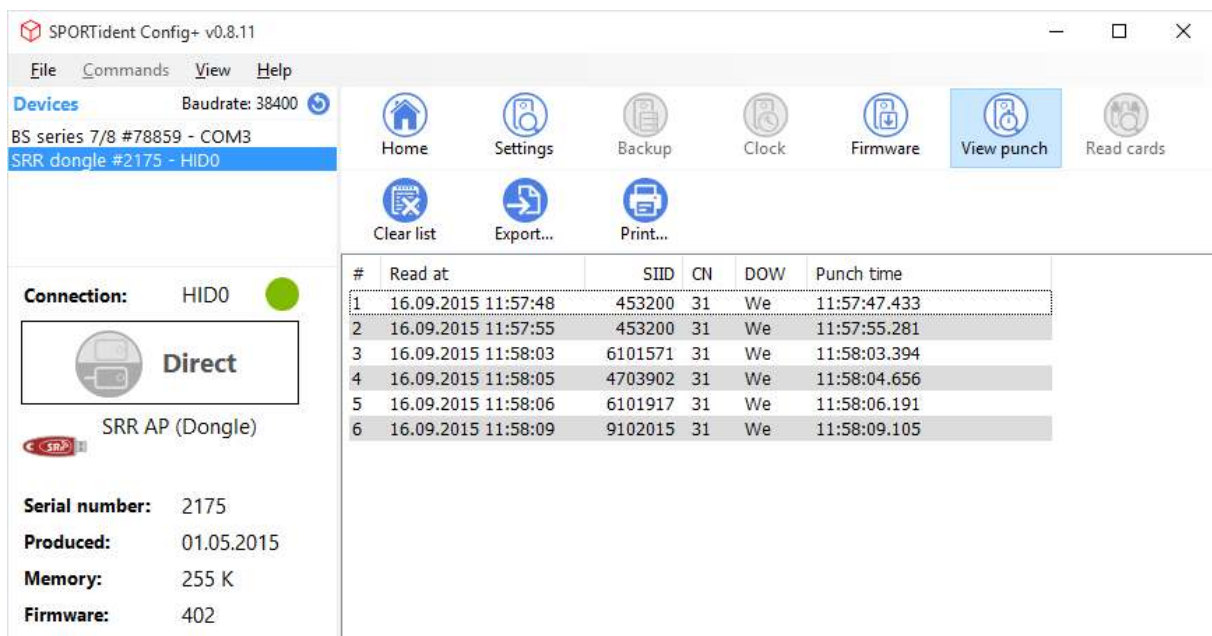 SPORTident Config+ v0.8.11
File Commands View Help
Devices Baudrate: 38400
BS series 7/8 #78859 - COM3
SRR dongle #2175 - HID0
Home Settings Backup Clock Firmware View punch Read cards
Clear list Export... Print...
Connection: HID0
Direct
SRR AP (Dongle)
SRR
Serial number: 2175
Produced: 01.05.2015
Memory: 255 K
Firmware: 402
# Read at SIID CN DOW Punch time
1 16.09.2015 11:57:48 453200 31 We 11:57:47.433
2 16.09.2015 11:57:55 453200 31 We 11:57:55.281
3 16.09.2015 11:58:03 6101571 31 We 11:58:03.394
4 16.09.2015 11:58:05 4703902 31 We 11:58:04.656
5 16.09.2015 11:58:06 6101917 31 We 11:58:06.191
6 16.09.2015 11:58:09 9102015 31 We 11:58:09.105